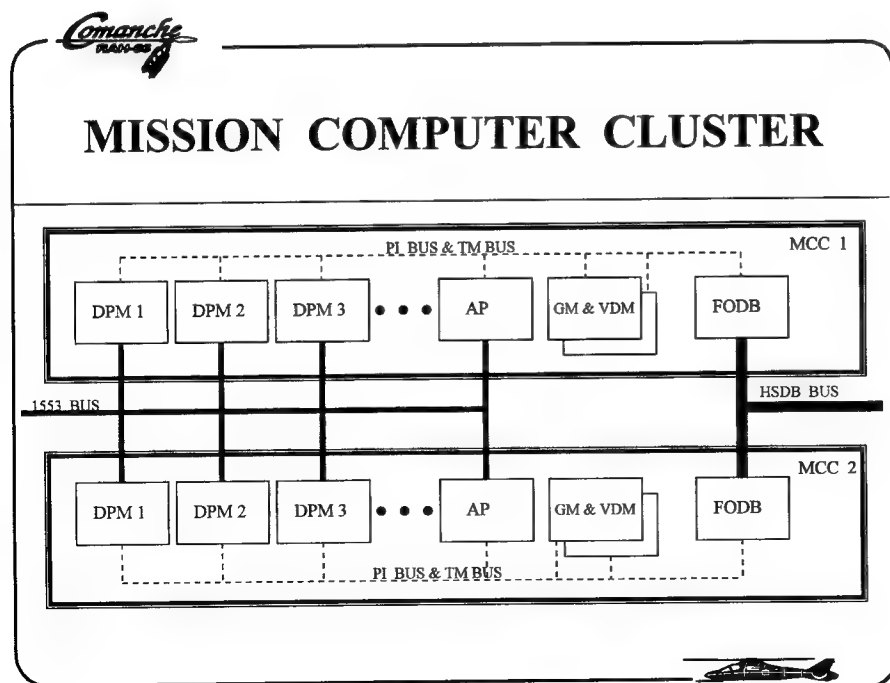 Comanche
RAH-66
MISSION COMPUTER CLUSTER
PI BUS & TM BUS
MCC 1
DPM 1
DPM 2
DPM 3
AP
GM & VDM
FODB
1553 BUS
HSDB BUS
MCC 2
DPM 1
DPM 2
DPM 3
AP
GM & VDM
FODB
PI BUS & TM BUS